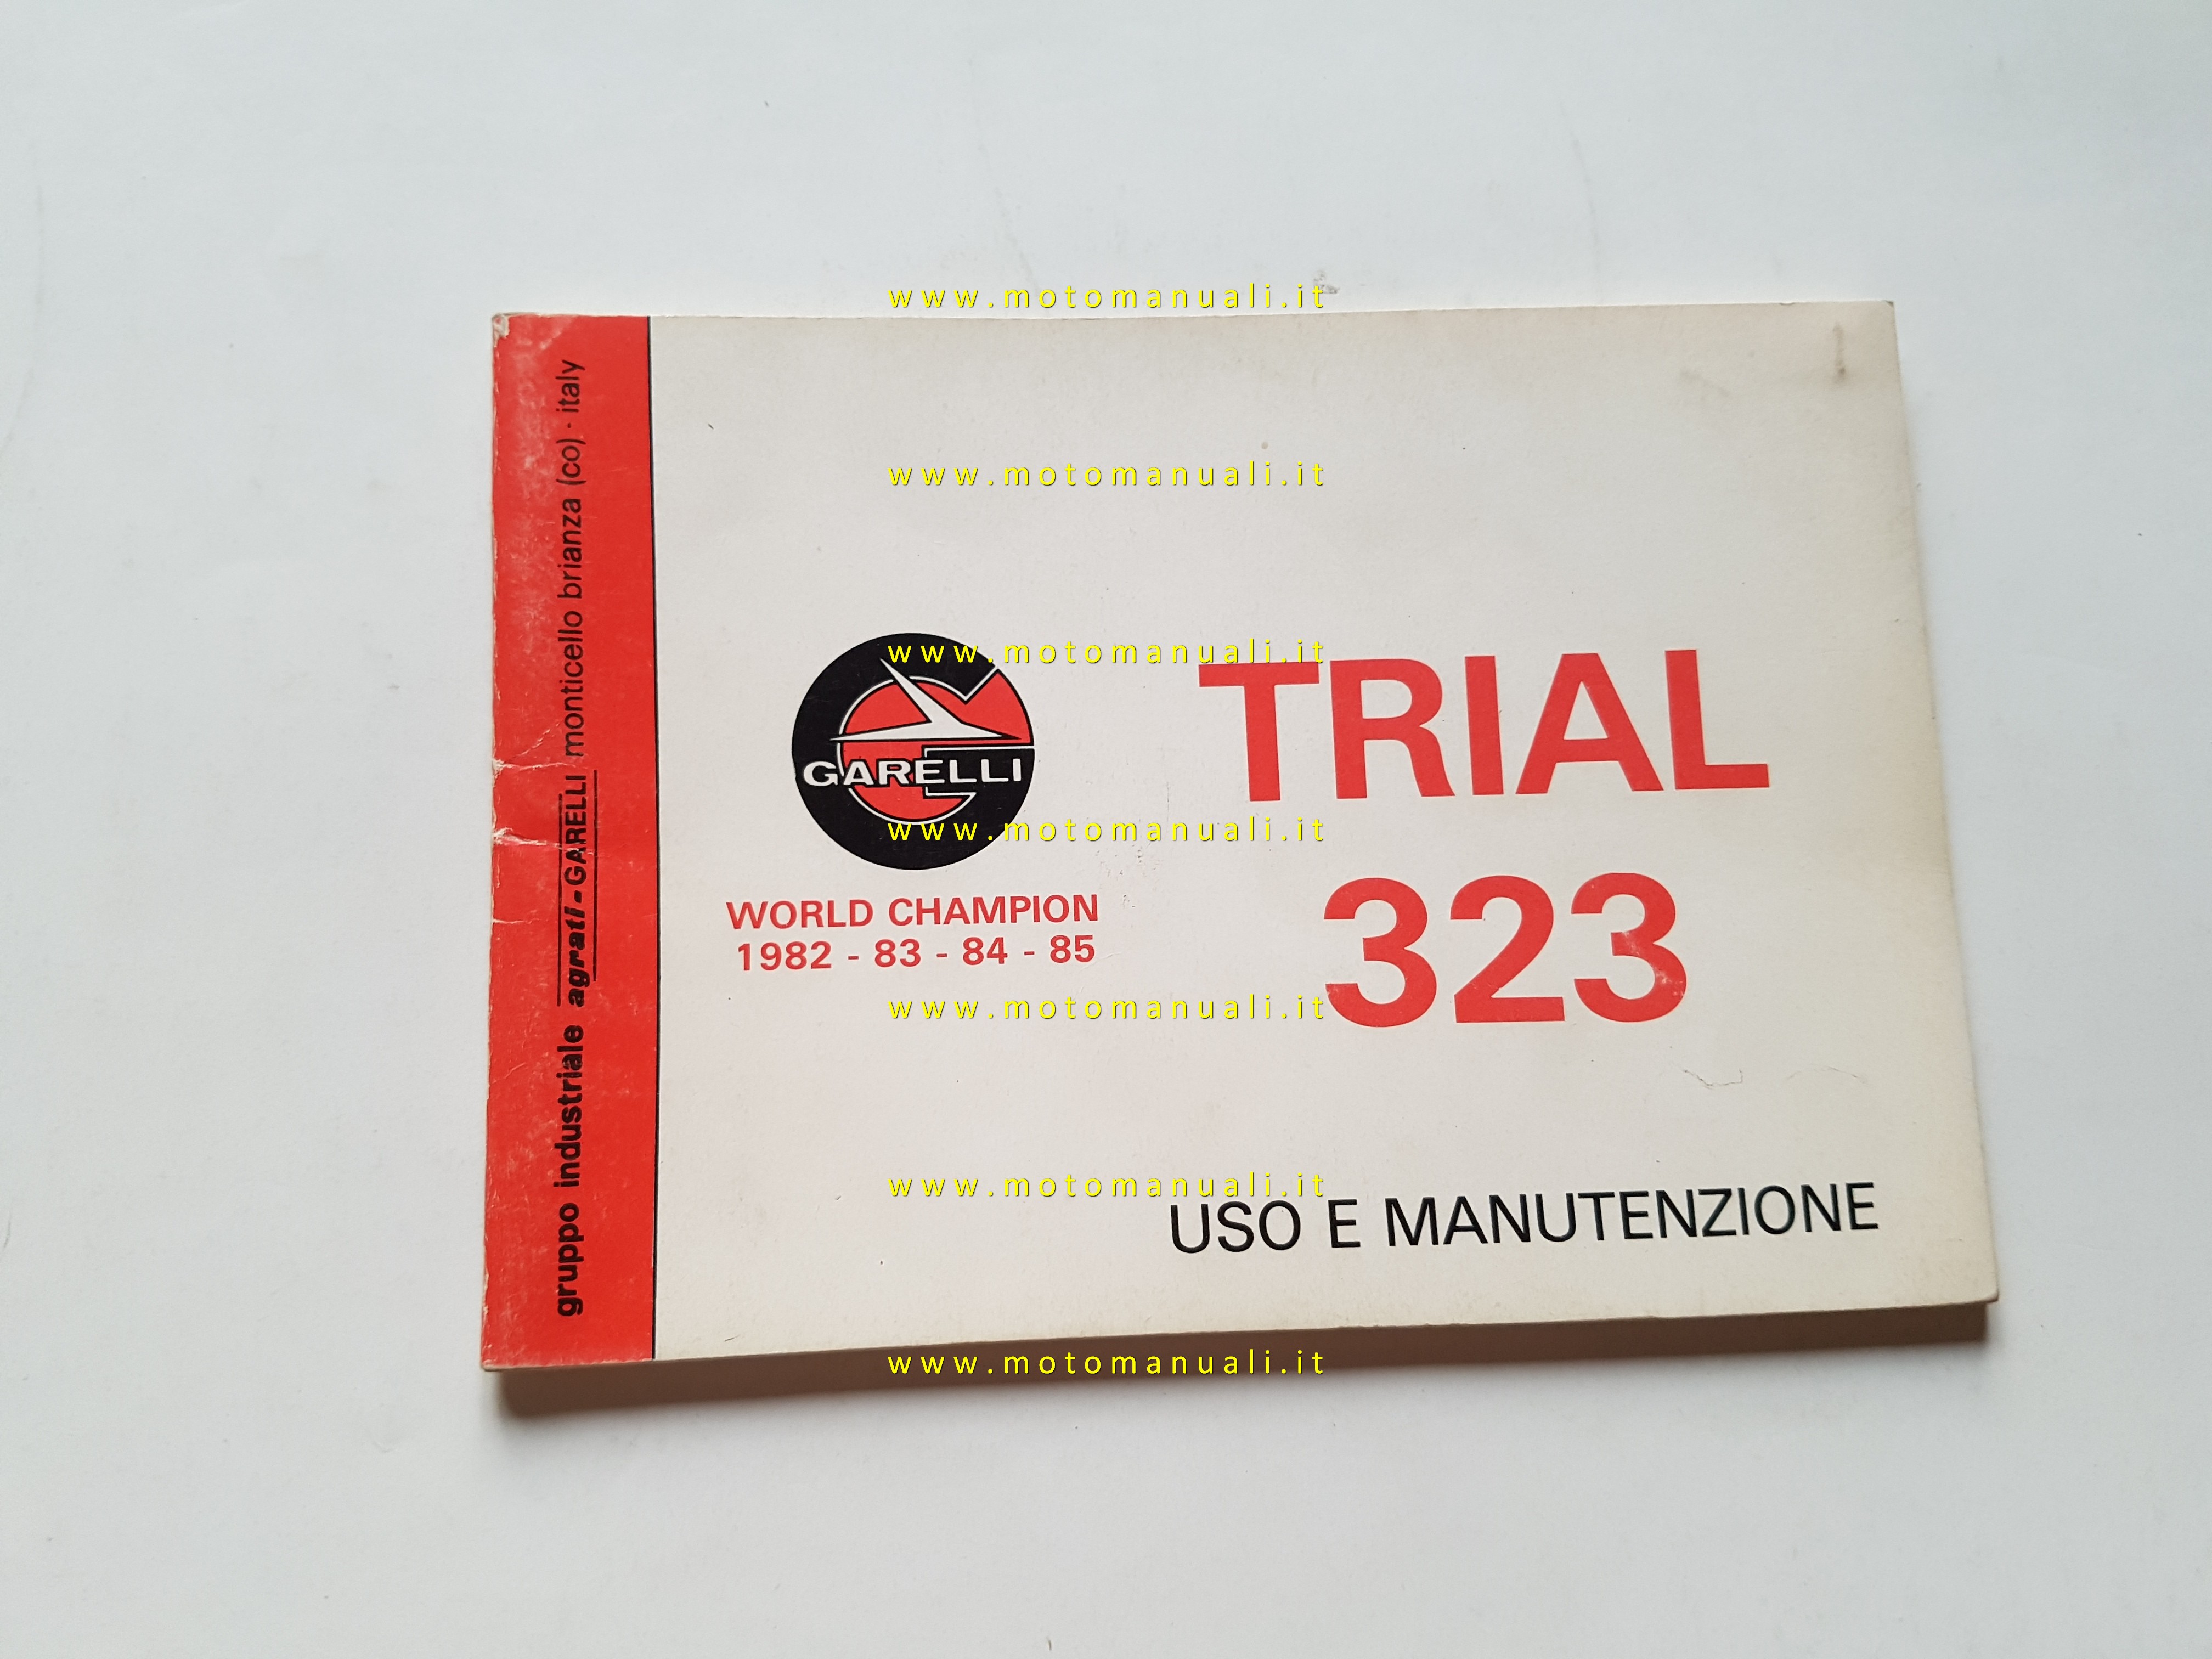 www.motomanuali.it
www.motomanuali.it
www.motomanuali.it
www.motomanuali.it
www.motomanuali.it
www.motomanuali.it
www.motomanuali.it
gruppo industriale agrati-GARELLI monticello brianza (co) - italy
GARELLI
WORLD CHAMPION
1982 - 83 - 84 - 85
TRIAL
323
USO E MANUTENZIONE